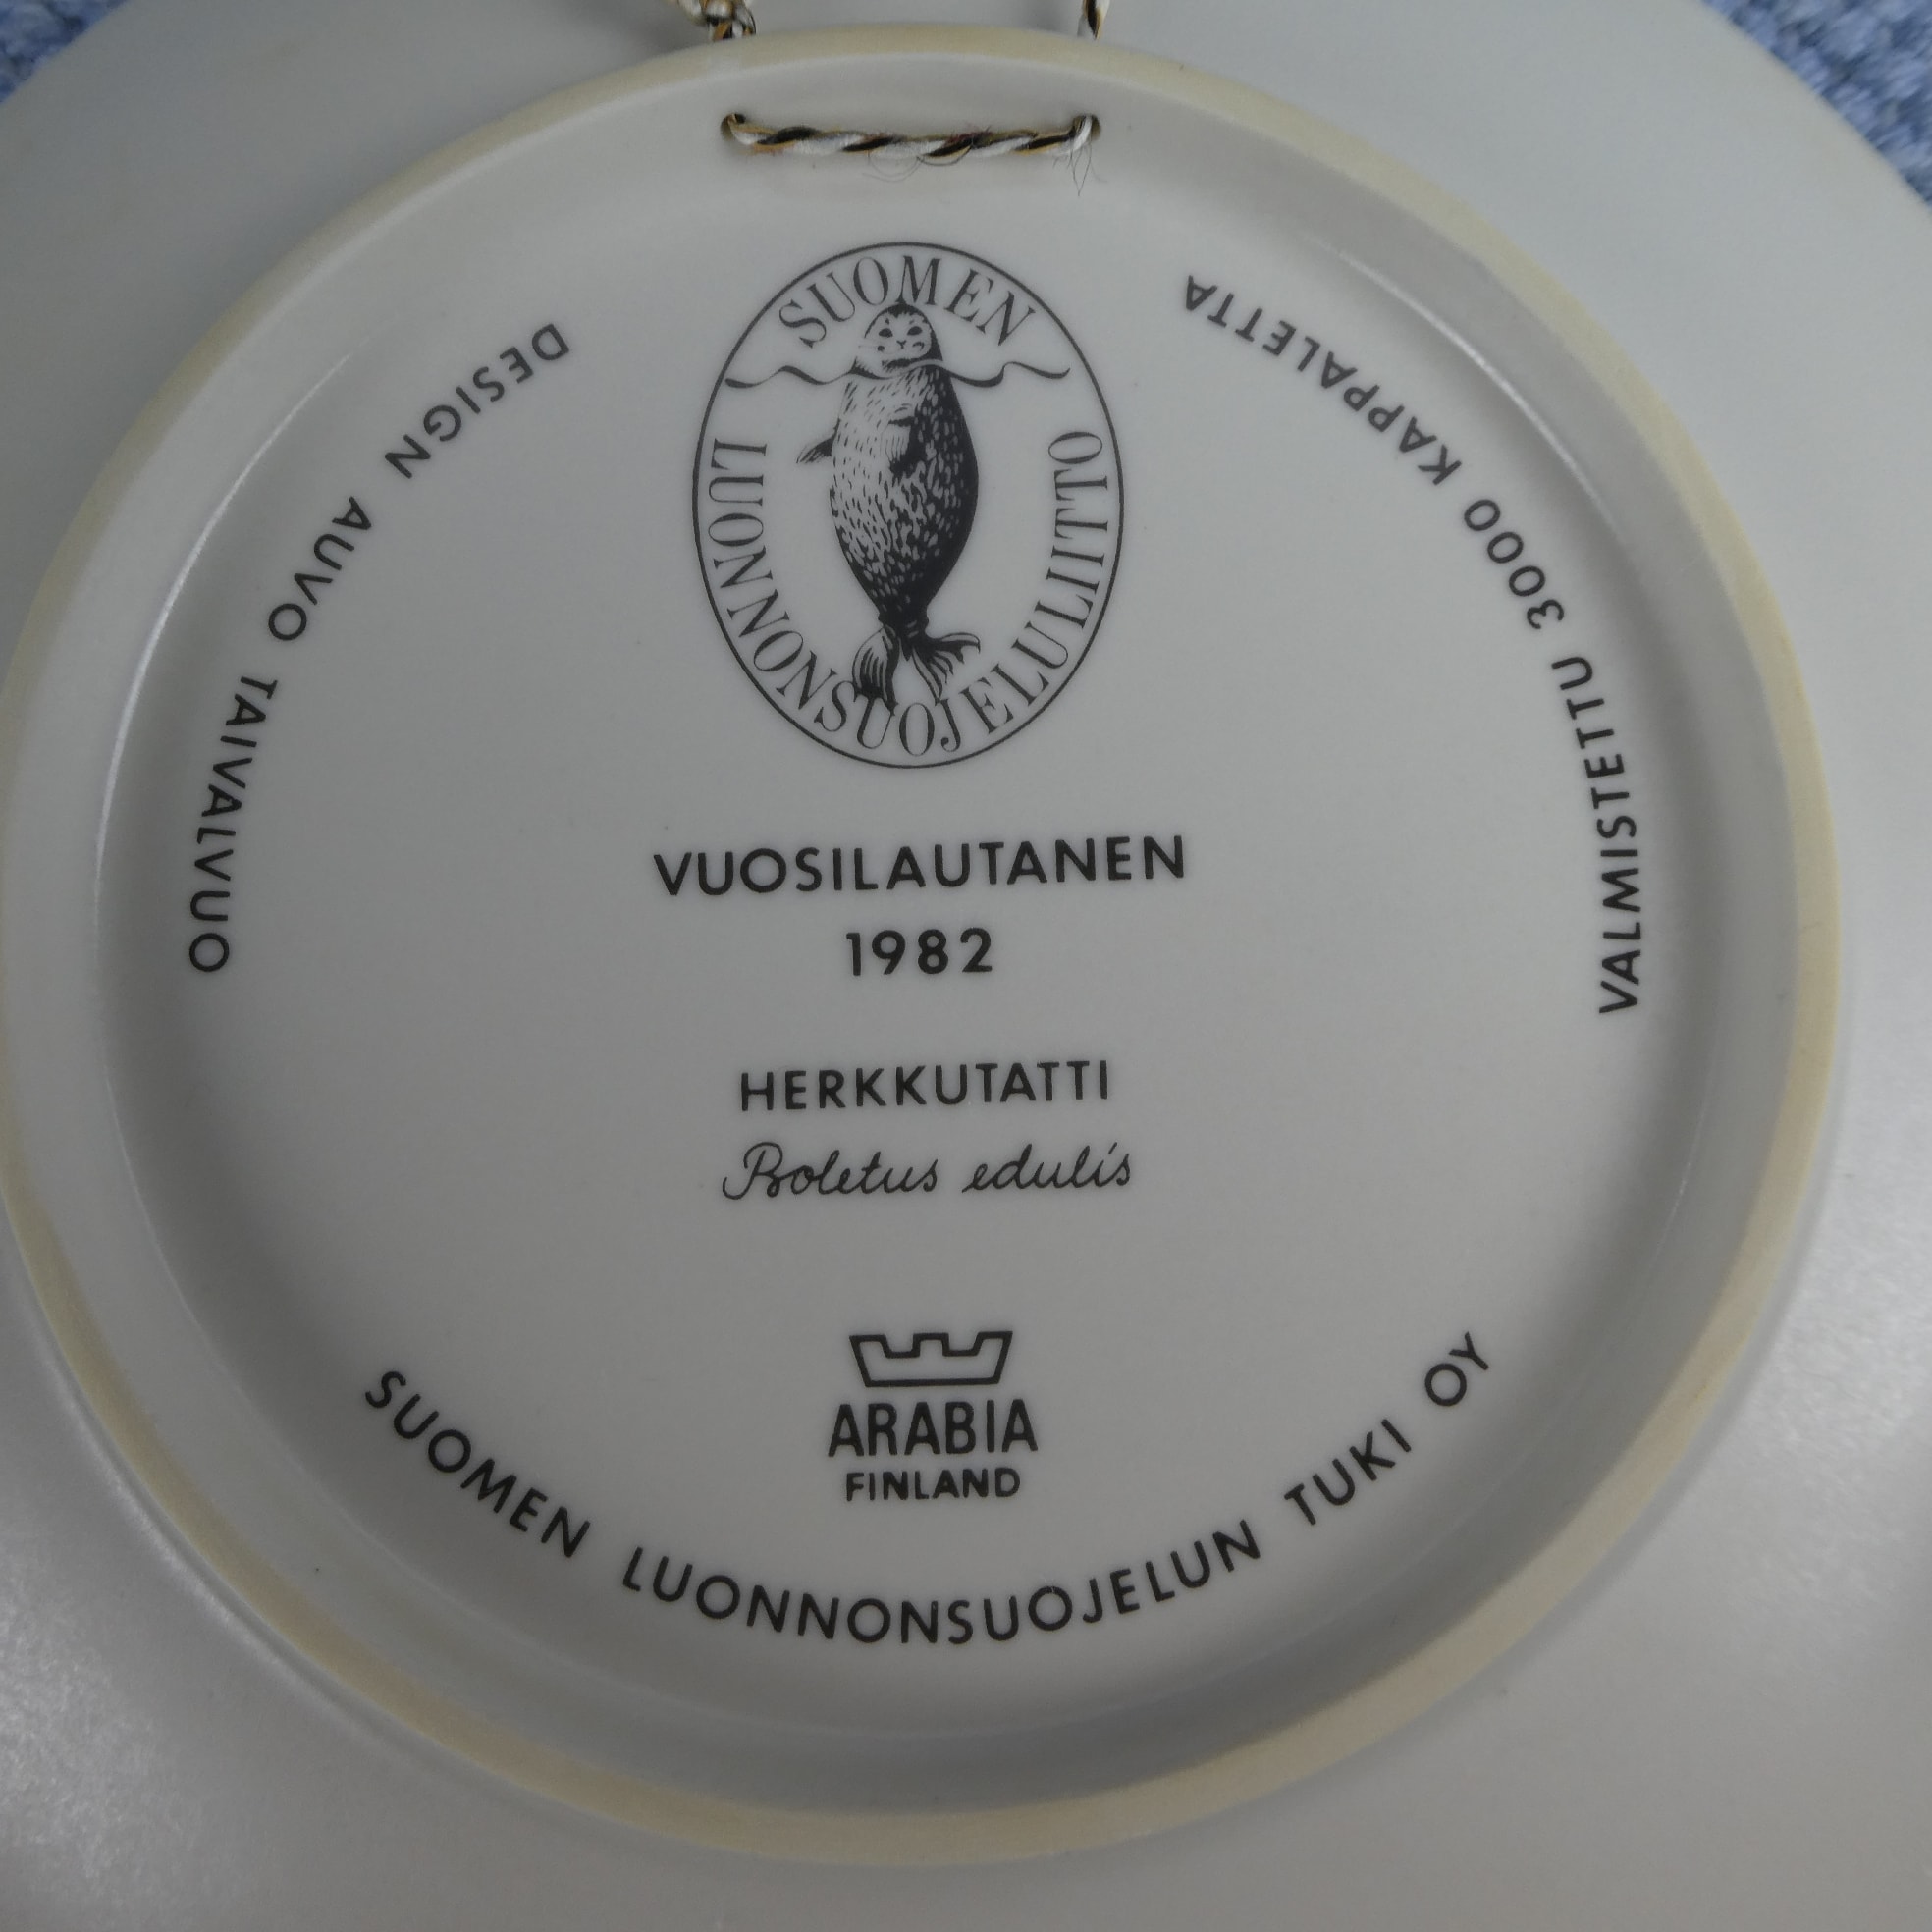 SUOMEN
LUONNONSUOJELULIITTO
DESIGN AUVO TAIVALVUO
VALMISTETTU 3000 KAPPALETTA
VUOSILAUTANEN
1982
HERKKUTATTI
Boletus edulis
ARABIA
FINLAND
SUOMEN LUONNONSUOJELUN TUKI OY